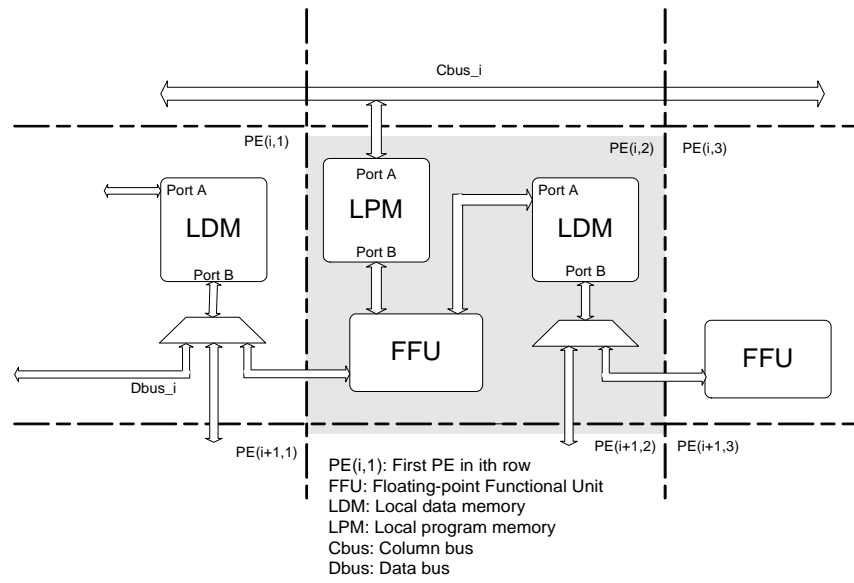 Cbus_i
PE(i,1)
PE(i,2)
PE(i,3)
Port A
LDM
Port B
Port A
LPM
Port B
Port A
LDM
Port B
FFU
FFU
Dbus_i
PE(i+1,1)
PE(i+1,2)
PE(i+1,3)
PE(i,1): First PE in ith row
FFU: Floating-point Functional Unit
LDM: Local data memory
LPM: Local program memory
Cbus: Column bus
Dbus: Data bus